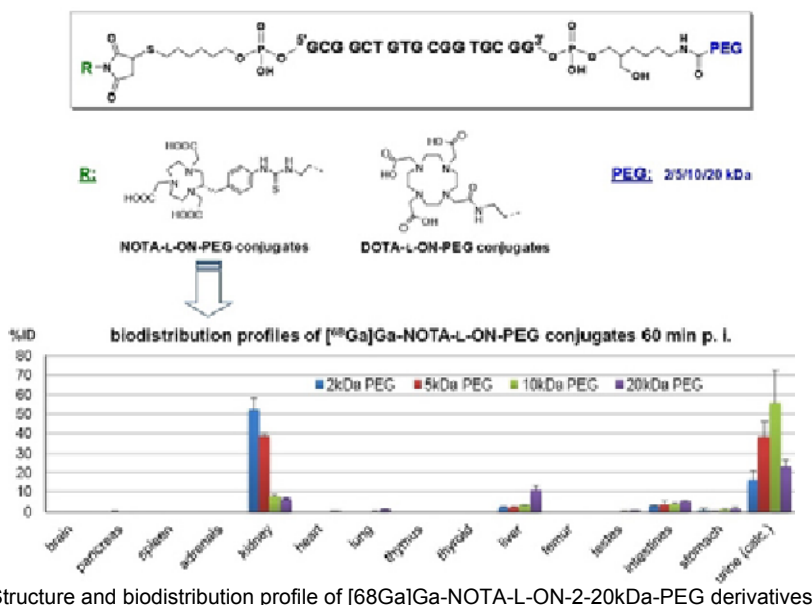 5' GCG GCT GTG CGG TGC GG 3'
O
O
O
S
O
P
O
OH
O
P
O
OH
OH
H
N
O
PEG
R
N
O
R:
HOOC
N
N
N
HOOC
HOOC
H
N
H
N
S
HO
O
O
HO
N
N
N
N
O
OH
O
N
H
PEG: 2/5/10/20 kDa
NOTA-L-ON-PEG conjugates
DOTA-L-ON-PEG conjugates
%ID
biodistribution profiles of [⁶⁸Ga]Ga-NOTA-L-ON-PEG conjugates 60 min p. i.
80
70
60
50
40
30
20
10
0
2kDa PEG 5kDa PEG 10kDa PEG 20kDa PEG
brain pancreas spleen adrenals kidney heart lung thymus thyroid liver femur testes intestines stomach urine (calc.)
Structure and biodistribution profile of [68Ga]Ga-NOTA-L-ON-2-20kDa-PEG derivatives